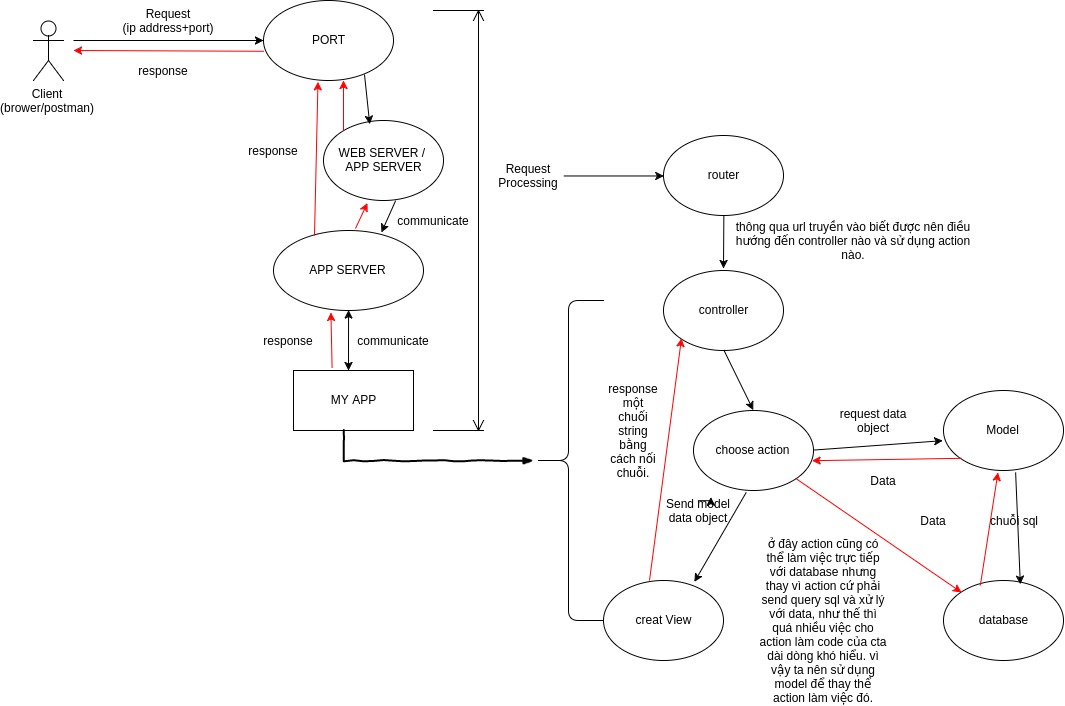 Request
(ip address+port)
PORT
response
Client
(brower/postman)
WEB SERVER /
APP SERVER
response
communicate
APP SERVER
response
communicate
MY APP
Request
Processing
router
thông qua url truyền vào biết được nên điều
hướng đến controller nào và sử dụng action
nào.
controller
response
một
chuối
string
bằng
cách nối
chuỗi.
choose action
request data
object
Model
Data
Send model
data object
Data
chuỗi sql
ở đây action cũng có
thể làm việc trực tiếp
với database nhưng
thay vì action cứ phải
send query sql và xử lý
với data, như thế thì
quá nhiều việc cho
action làm code của cta
dài dòng khó hiểu. vì
vậy ta nên sử dụng
model để thay thế
action làm việc đó.
creat View
database